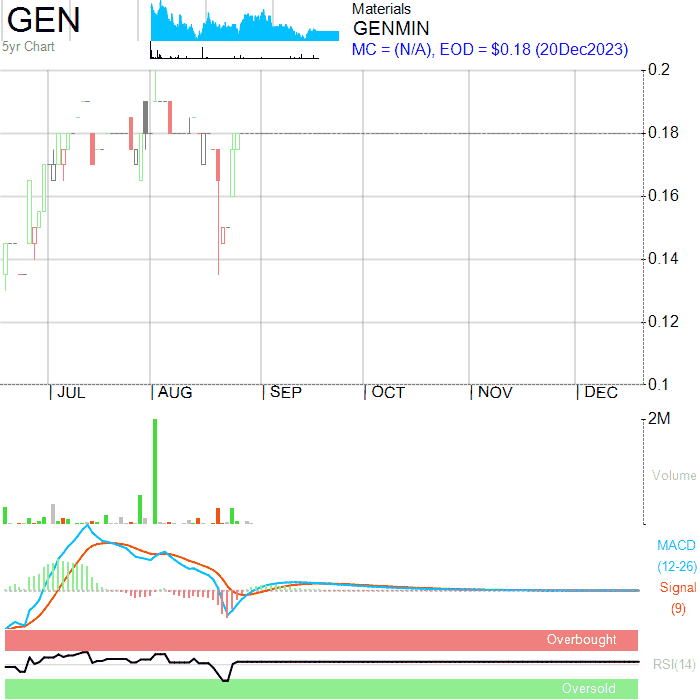 GEN
5yr Chart
Materials
GENMIN
MC = (N/A), EOD = $0.18 (20Dec2023)
0.2
0.18
0.16
0.14
0.12
0.1
JUL AUG SEP OCT NOV DEC
2M
Volume
MACD
(12-26)
Signal
(9)
Overbought
RSI(14)
Oversold